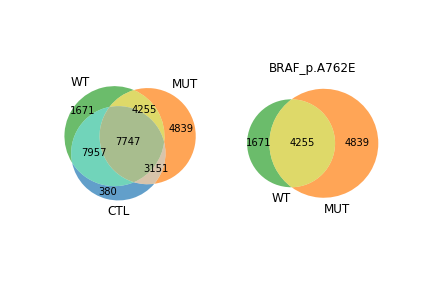 WT
MUT
1671
4255
4839
7957
7747
3151
380
CTL
BRAF_p.A762E
1671
4255
4839
WT
MUT